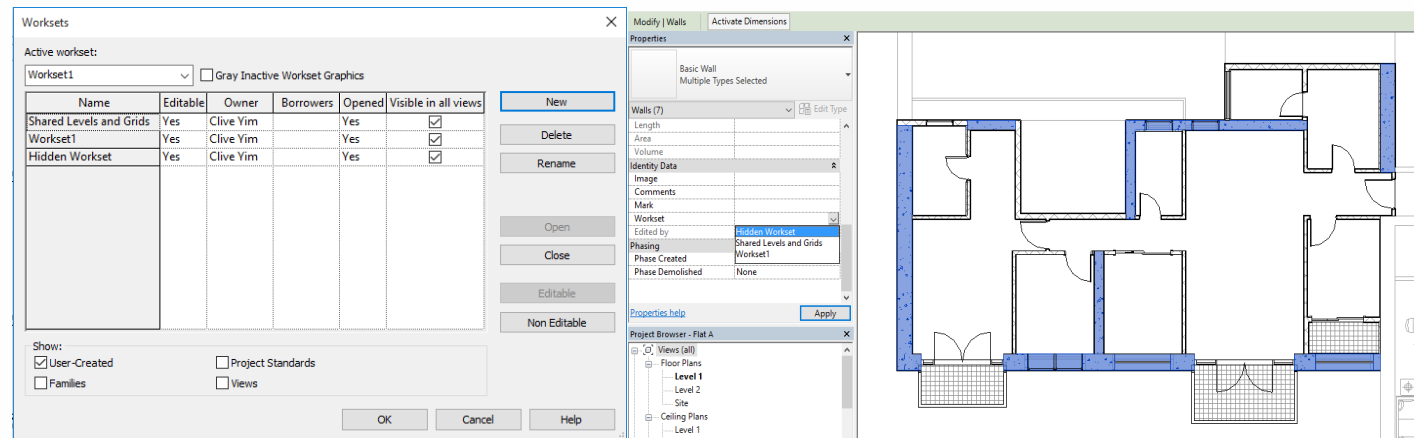 Worksets
Active workset:
Workset1
Gray Inactive Workset Graphics
Name Editable Owner Borrowers Opened Visible in all views
Shared Levels and Grids Yes Clive Yim Yes
Workset1 Yes Clive Yim Yes
Hidden Workset Yes Clive Yim Yes
New
Delete
Rename
Open
Close
Editable
Non Editable
Show:
User-Created Project Standards
Families Views
OK Cancel Help
Modify | Walls Activate Dimensions
Properties
Basic Wall
Multiple Types Selected
Walls (7) Edit Type
Length
Area
Volume
Identity Data
Image
Comments
Mark
Workset
Edited by
Hidden Workset
Shared Levels and Grids
Workset1
Phasing
Phase Created
Phase Demolished None
Properties help Apply
Project Browser - Flat A
Views (all)
Floor Plans
Level 1
Level 2
Site
Ceiling Plans
Level 1